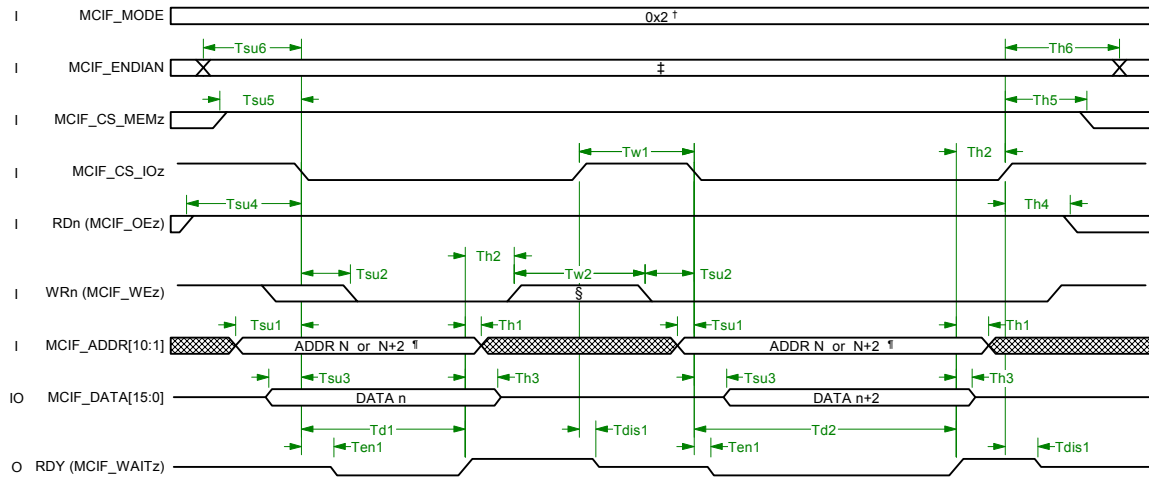 I MCIF_MODE 0x2 †
Tsu6 Th6
I MCIF_ENDIAN ‡
Tsu5 Th5
I MCIF_CS_MEMz
Tw1 Th2
I MCIF_CS_IOz
Tsu4 Th4
I RDn (MCIF_OEz)
Th2
Tsu2 Tw2 Tsu2
I WRn (MCIF_WEz) §
Tsu1 Th1 Tsu1 Th1
I MCIF_ADDR[10:1] ADDR N or N+2 ¶ ADDR N or N+2 ¶
Tsu3 Th3 Tsu3 Th3
IO MCIF_DATA[15:0] DATA n DATA n+2
Td1 Td2
Ten1 Tdis1 Ten1 Tdis1
O RDY (MCIF_WAITz)